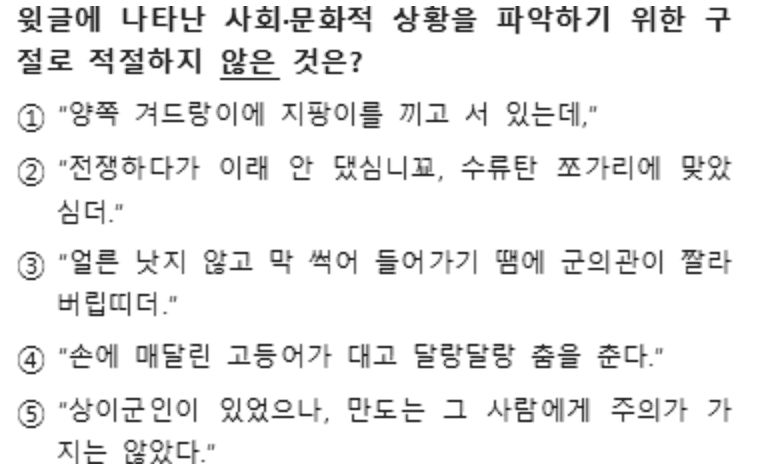 윗글에 나타난 사회·문화적 상황을 파악하기 위한 구
절로 적절하지 않은 것은?
① "양쪽 겨드랑이에 지팡이를 끼고 서 있는데,"
② "전쟁하다가 이래 안 댔심니꾜, 수류탄 쪼가리에 맞았
심더."
③ "얼른 낫지 않고 막 썩어 들어가기 땜에 군의관이 짤라
버립띠더."
④ "손에 매달린 고등어가 대고 달랑달랑 춤을 춘다."
⑤ "상이군인이 있었으나, 만도는 그 사람에게 주의가 가
지는 않았다."